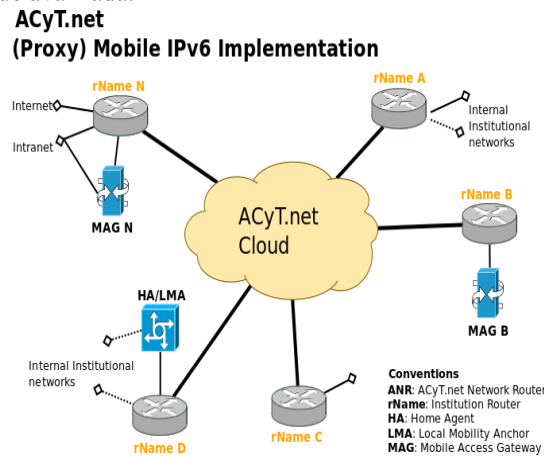 ACyT.net
(Proxy) Mobile IPv6 Implementation
rName N
rName A
Internet
Internal
Institutional
networks
Intranet
rName B
MAG N
ACyT.net
Cloud
HA/LMA
MAG B
Internal Institutional
networks
rName D
rName C
Conventions
ANR: ACyT.net Network Router
rName: Institution Router
HA: Home Agent
LMA: Local Mobility Anchor
MAG: Mobile Access Gateway